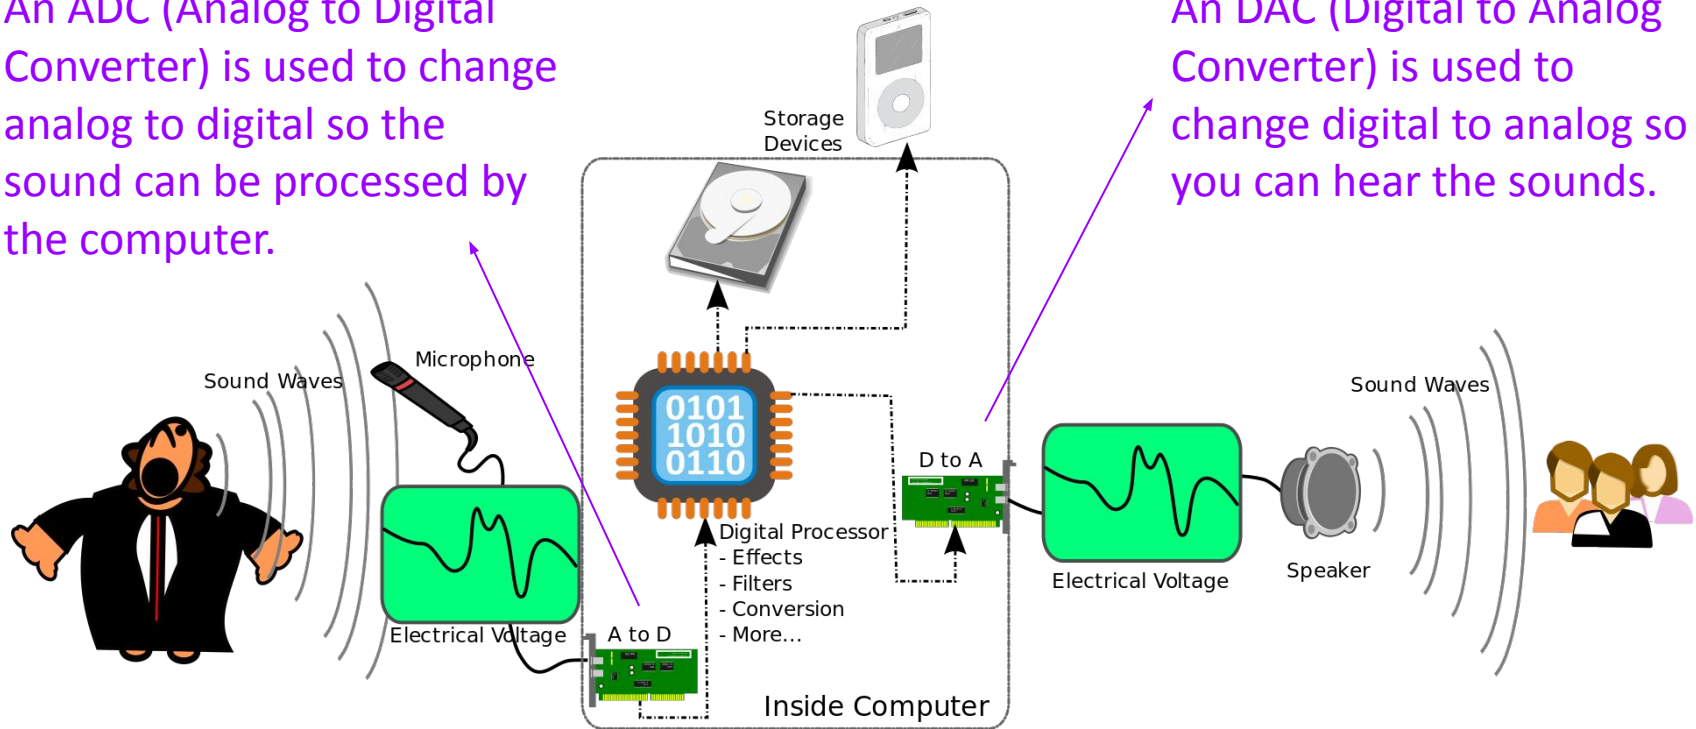 An ADC (Analog to Digital
Converter) is used to change
analog to digital so the
sound can be processed by
the computer.
An DAC (Digital to Analog
Converter) is used to
change digital to analog so
you can hear the sounds.
Storage
Devices
Microphone
Sound Waves
0101
1010
0110
Digital Processor
- Effects
- Filters
- Conversion
- More...
Electrical Voltage
A to D
D to A
Inside Computer
Electrical Voltage
Speaker
Sound Waves